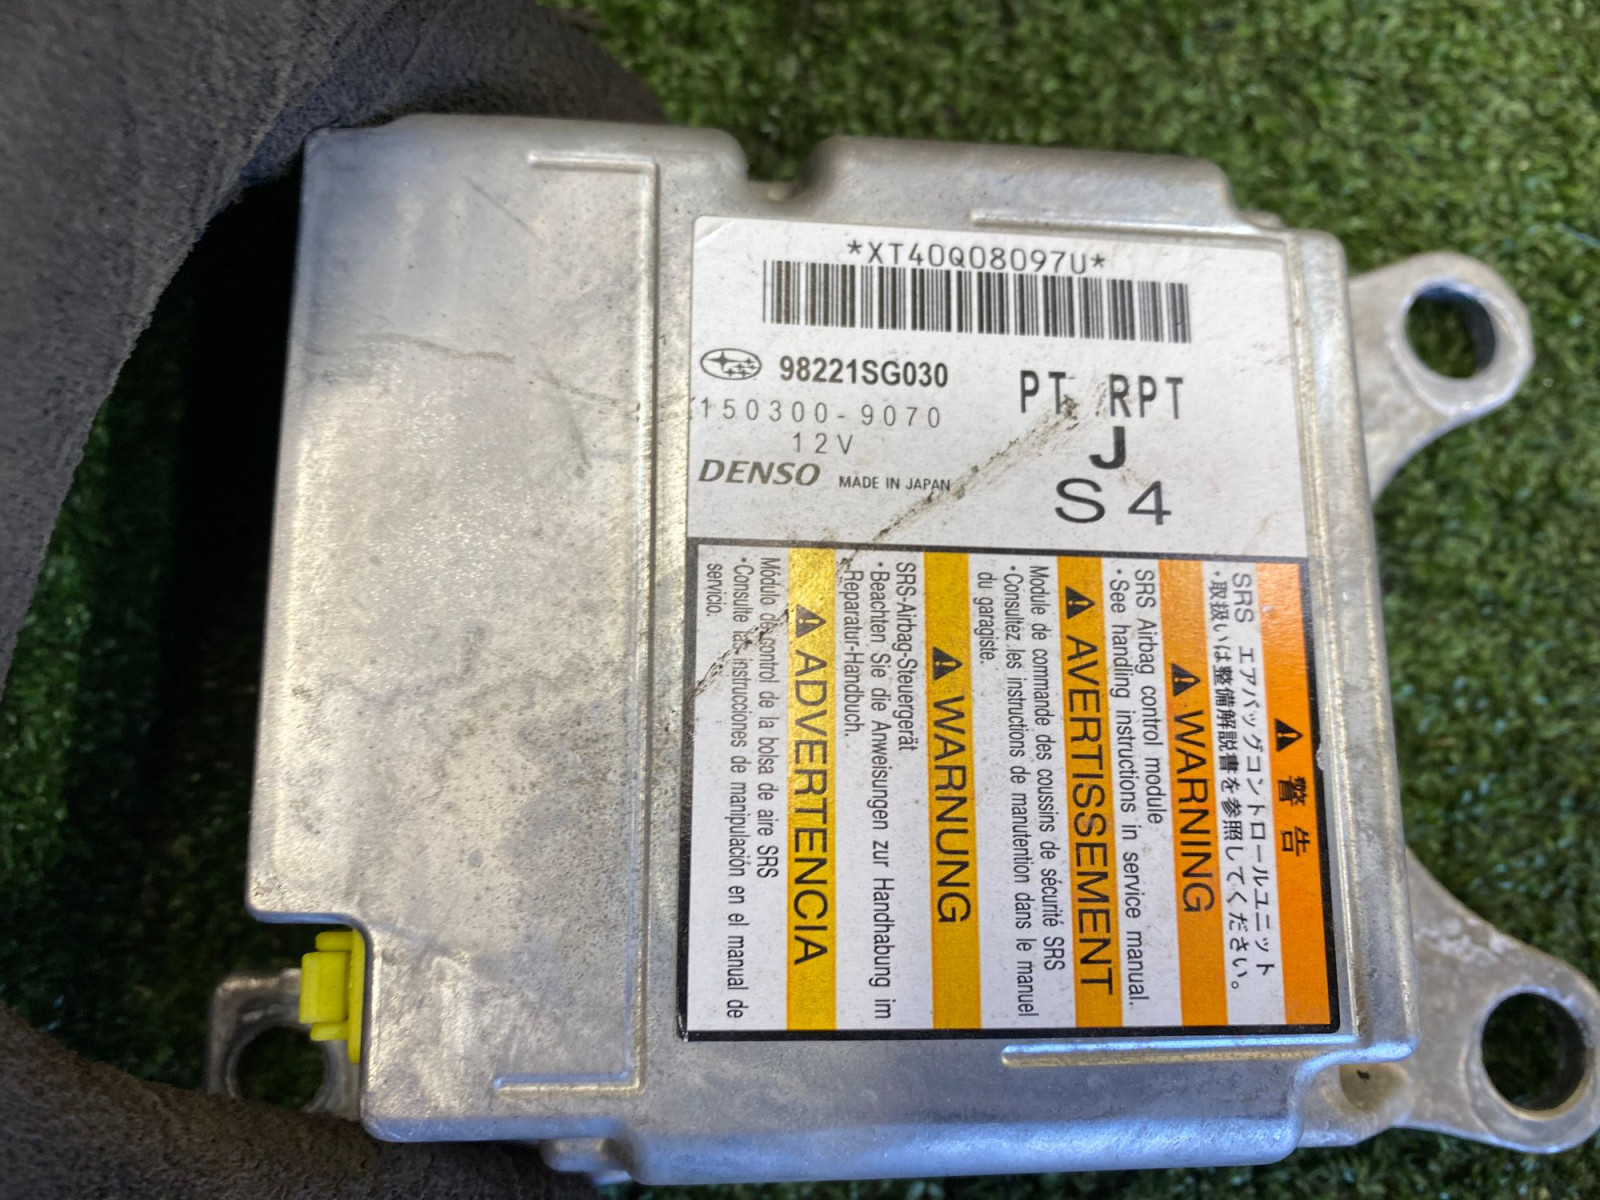 *XT40Q08097U*
98221SG030
150300-9070
12V
DENSO MADE IN JAPAN
PT RPT
J
S4
警告
SRS エアバッグコントロールユニット
・取扱いは整備解説書を参照してください。
WARNING
SRS Airbag control module
・See handling instructions in service manual.
AVERTISSEMENT
Module de commande des coussins de sécurité SRS
・Consultez les instructions de manutention dans le manuel
du garagiste.
WARNUNG
SRS-Airbag-Steuergerät
・Beachten Sie die Anweisungen zur Handhabung im
Reparatur-Handbuch.
ADVERTENCIA
Módulo de control de la bolsa de aire SRS
・Consulte las instrucciones de manipulación en el manual de
servicio.